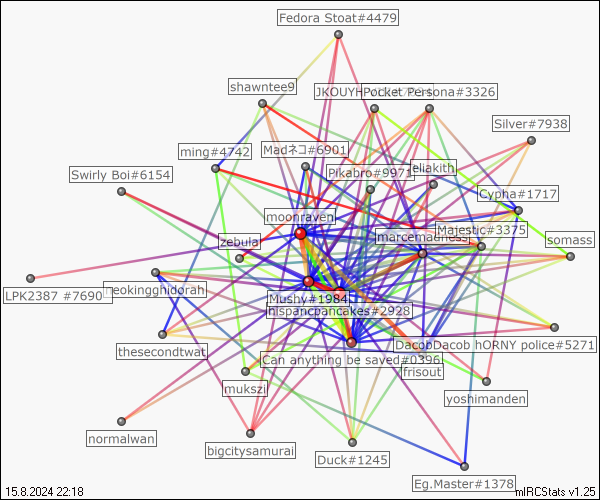 Fedora Stoat#4479
shawntee9
JKOUYHPocket Persona#3326
Silver#7938
ming#4742
Madネコ#6901
Pikabro#9971
eliakith
Swirly Boi#6154
Cypha#1717
moonraven
Majestic#3375
marcemadness
zebula
somass
LPK2387 #7690
meokingghidorah
Mushy#1984
hispancpancakes#2928
DacopDacob hORNY police#5271
thesecondtwat
Can anything be saved#0396
frisout
mukszi
yoshimanden
normalwan
bigcitysamurai
Duck#1245
Eg.Master#1378
15.8.2024 22:18
mIRCStats v1.25